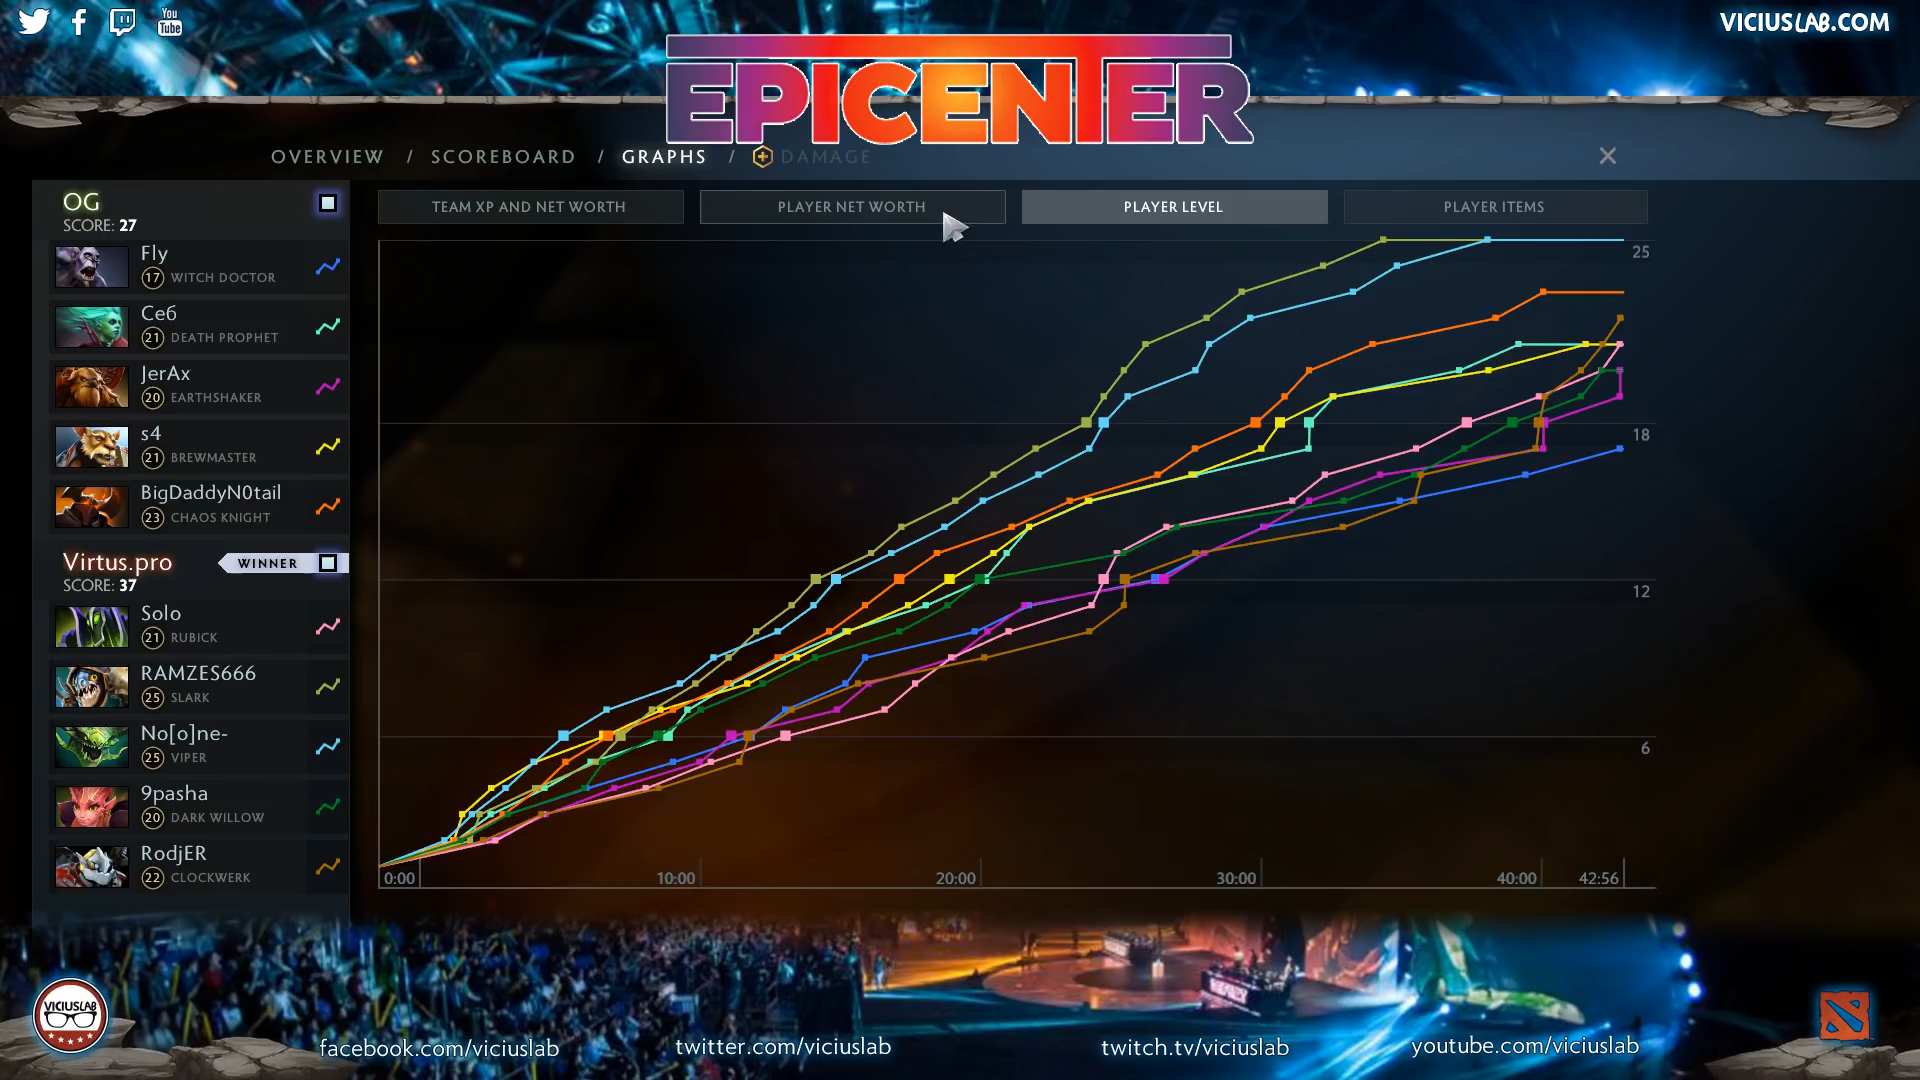 You
Tube
VICIUSLAB.COM
EPICENTER
OVERVIEW / SCOREBOARD / GRAPHS / DAMAGE
OG
SCORE: 27
Fly
17 WITCH DOCTOR
Ceб
21 DEATH PROPHET
JerAx
20 EARTHSHAKER
s4
21 BREWMASTER
BigDaddyN0tail
23 CHAOS KNIGHT
Virtus.pro
WINNER
SCORE: 37
Solo
21 RUBICK
RAMZES666
25 SLARK
No[o]ne-
25 VIPER
9pasha
20 DARK WILLOW
RodjER
22 CLOCKWERK
TEAM XP AND NET WORTH
PLAYER NET WORTH
PLAYER LEVEL
PLAYER ITEMS
25
18
12
6
0:00
10:00
20:00
30:00
40:00
42:56
VICIUSLAB
facebook.com/viciuslab
twitter.com/viciuslab
twitch.tv/viciuslab
youtube.com/viciuslab